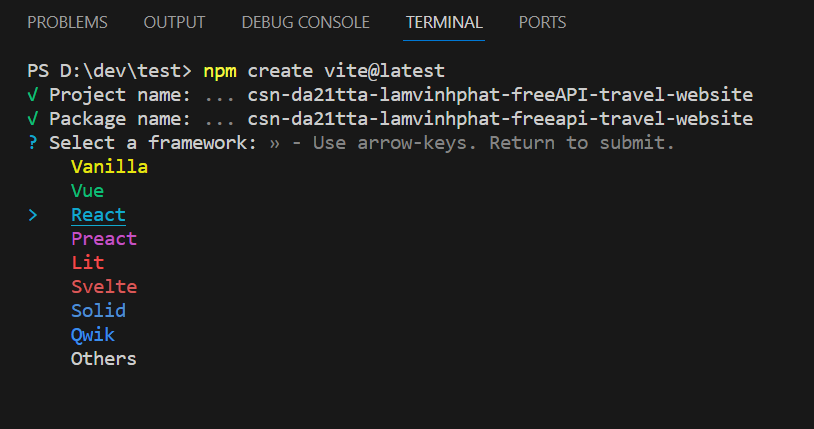 PROBLEMS OUTPUT DEBUG CONSOLE TERMINAL PORTS
PS D:\dev\test> npm create vite@latest
√ Project name: ... csn-da21tta-lamvinhphat-freeAPI-travel-website
√ Package name: ... csn-da21tta-lamvinhphat-freeapi-travel-website
? Select a framework: » - Use arrow-keys. Return to submit.
Vanilla
Vue
> React
Preact
Lit
Svelte
Solid
Qwik
Others